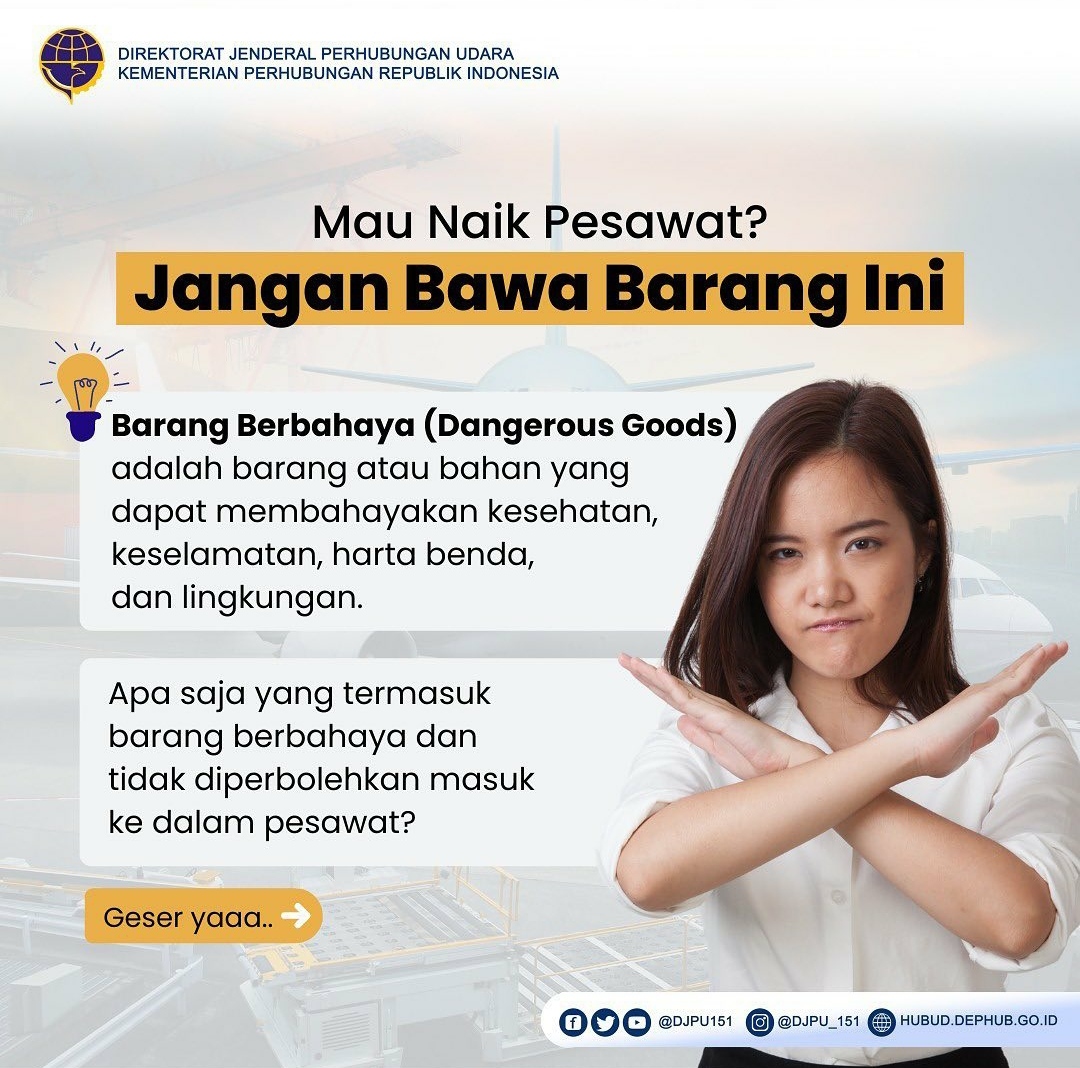 DIREKTORAT JENDERAL PERHUBUNGAN UDARA
KEMENTERIAN PERHUBUNGAN REPUBLIK INDONESIA
Mau Naik Pesawat?
Jangan Bawa Barang Ini
Barang Berbahaya (Dangerous Goods)
adalah barang atau bahan yang
dapat membahayakan kesehatan,
keselamatan, harta benda,
dan lingkungan.
Apa saja yang termasuk
barang berbahaya dan
tidak diperbolehkan masuk
ke dalam pesawat?
Geser yaaa..
@DJPU151 @DJPU_151 HUBUD.DEPHUB.GO.ID